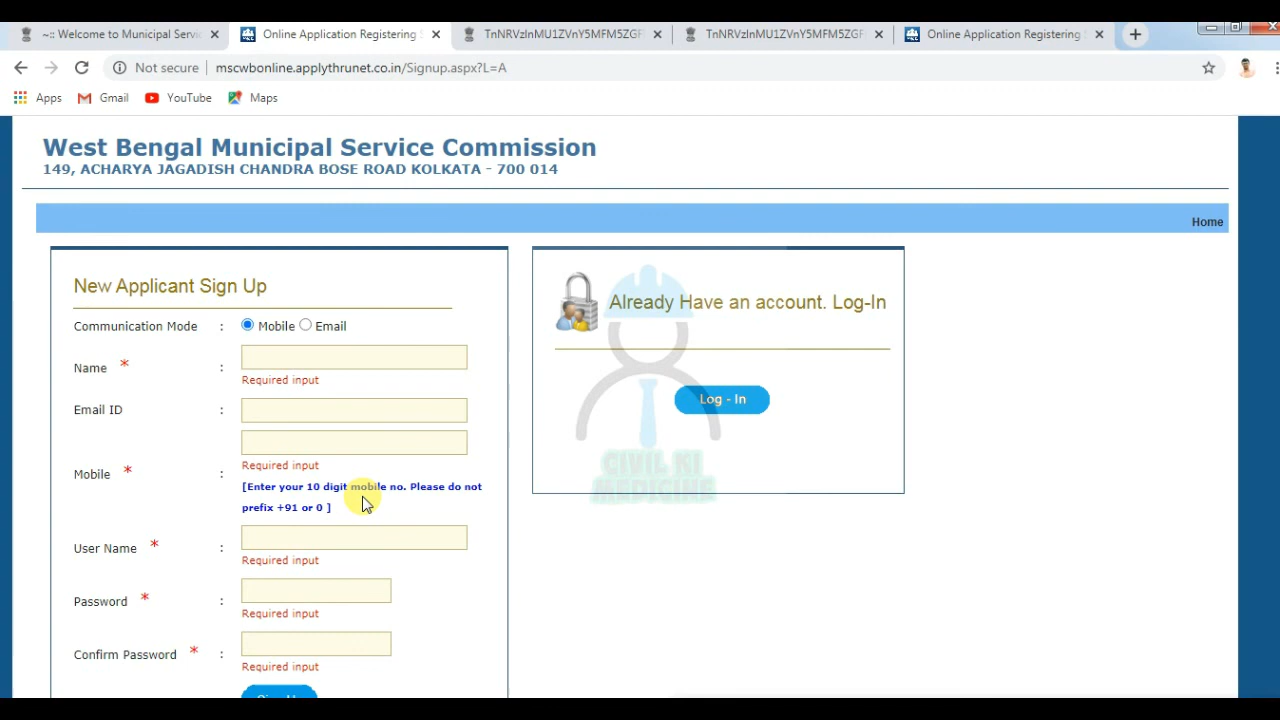 ~:: Welcome to Municipal Servi
Online Application Registering S
TnNRVzlnMU1ZVnY5MFM5ZGF
TnNRVzlnMU1ZVnY5MFM5ZGF
Online Application Registering S
Not secure
mscwbonline.applythrunet.co.in/Signup.aspx?L=A
Apps
Gmail
YouTube
Maps
West Bengal Municipal Service Commission
149, ACHARYA JAGADISH CHANDRA BOSE ROAD KOLKATA - 700 014
Home
New Applicant Sign Up
Communication Mode : Mobile Email
Name * :
Required input
Email ID :
Mobile * :
Required input
[Enter your 10 digit mobile no. Please do not
prefix +91 or 0 ]
User Name * :
Required input
Password * :
Required input
Confirm Password * :
Required input
Already Have an account. Log-In
Log - In
CIVIL KI
MEDICINE